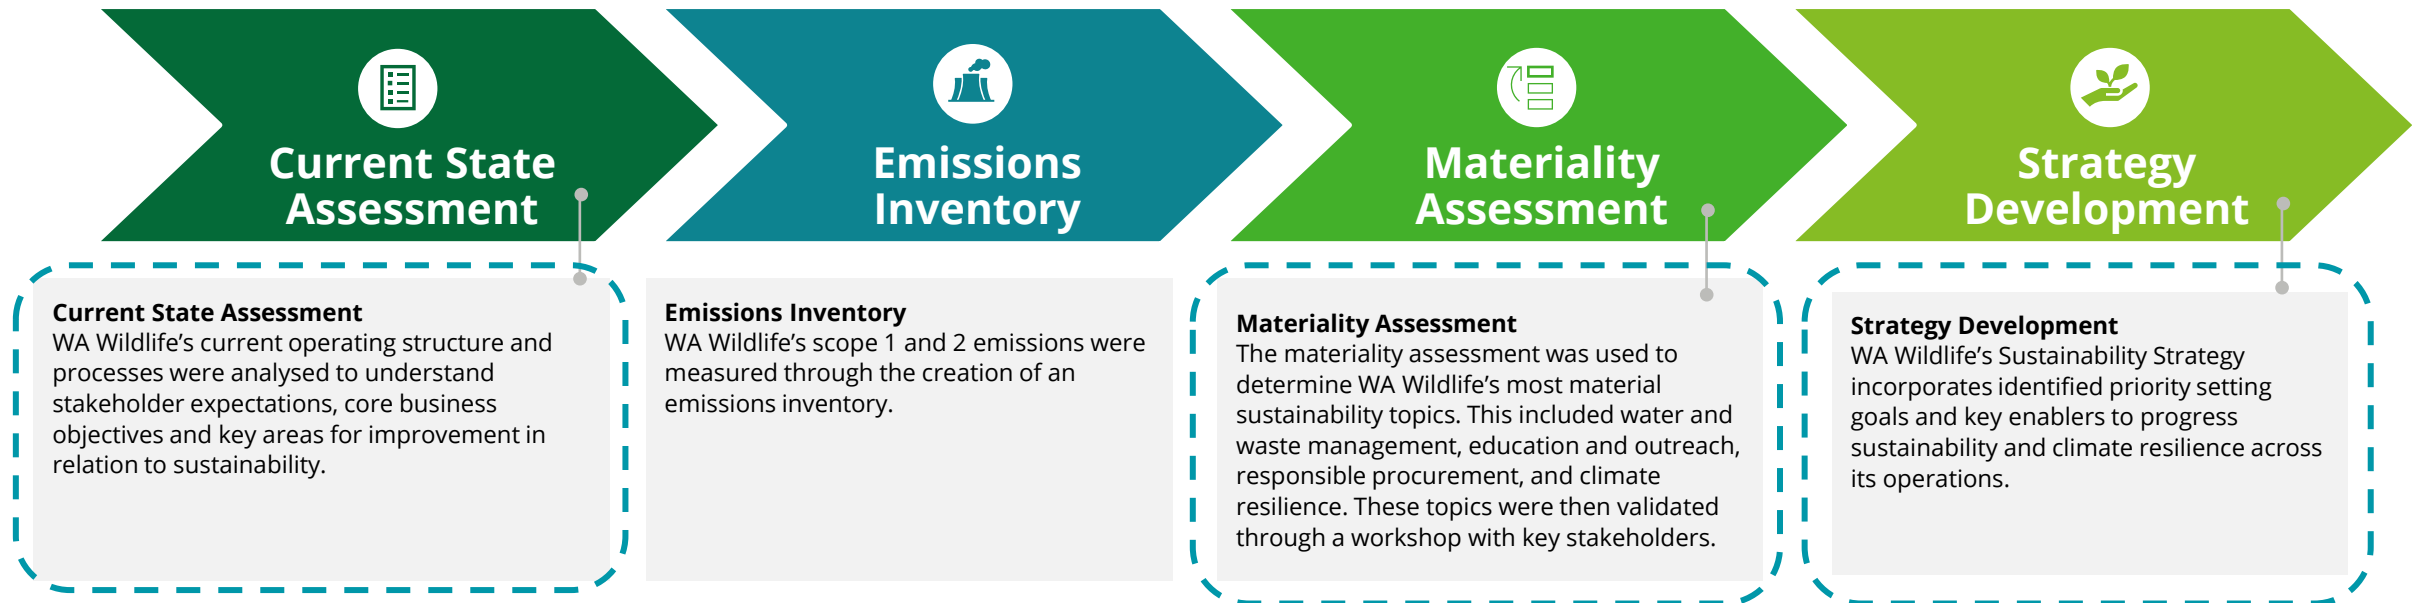 Current State
Assessment
Emissions
Inventory
Materiality
Assessment
Strategy
Development
Current State Assessment
WA Wildlife’s current operating structure and
processes were analysed to understand
stakeholder expectations, core business
objectives and key areas for improvement in
relation to sustainability.
Emissions Inventory
WA Wildlife’s scope 1 and 2 emissions were
measured through the creation of an
emissions inventory.
Materiality Assessment
The materiality assessment was used to
determine WA Wildlife’s most material
sustainability topics. This included water and
waste management, education and outreach,
responsible procurement, and climate
resilience. These topics were then validated
through a workshop with key stakeholders.
Strategy Development
WA Wildlife’s Sustainability Strategy
incorporates identified priority setting
goals and key enablers to progress
sustainability and climate resilience across
its operations.